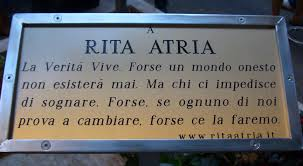 A
RITA ATRIA
La Verità Vive. Forse un mondo onesto
non esisterà mai. Ma chi ci impedisce
di sognare. Forse, se ognuno di noi
prova a cambiare, forse ce la faremo.
www.ritaatria.it